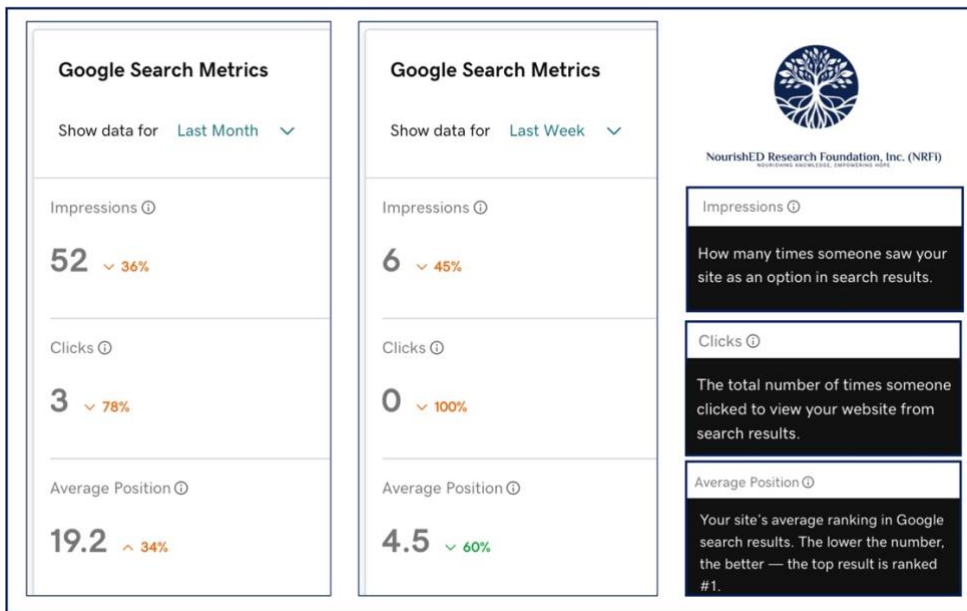 Google Search Metrics
Show data for Last Month
Impressions
52 36%
Clicks
3 78%
Average Position
19.2 34%
Google Search Metrics
Show data for Last Week
Impressions
6 45%
Clicks
0 100%
Average Position
4.5 60%
NourishED Research Foundation, Inc. (NRFi)
NOURISHING KNOWLEDGE, EMPOWERING HOPE
Impressions
How many times someone saw your
site as an option in search results.
Clicks
The total number of times someone
clicked to view your website from
search results.
Average Position
Your site's average ranking in Google
search results. The lower the number,
the better — the top result is ranked
#1.